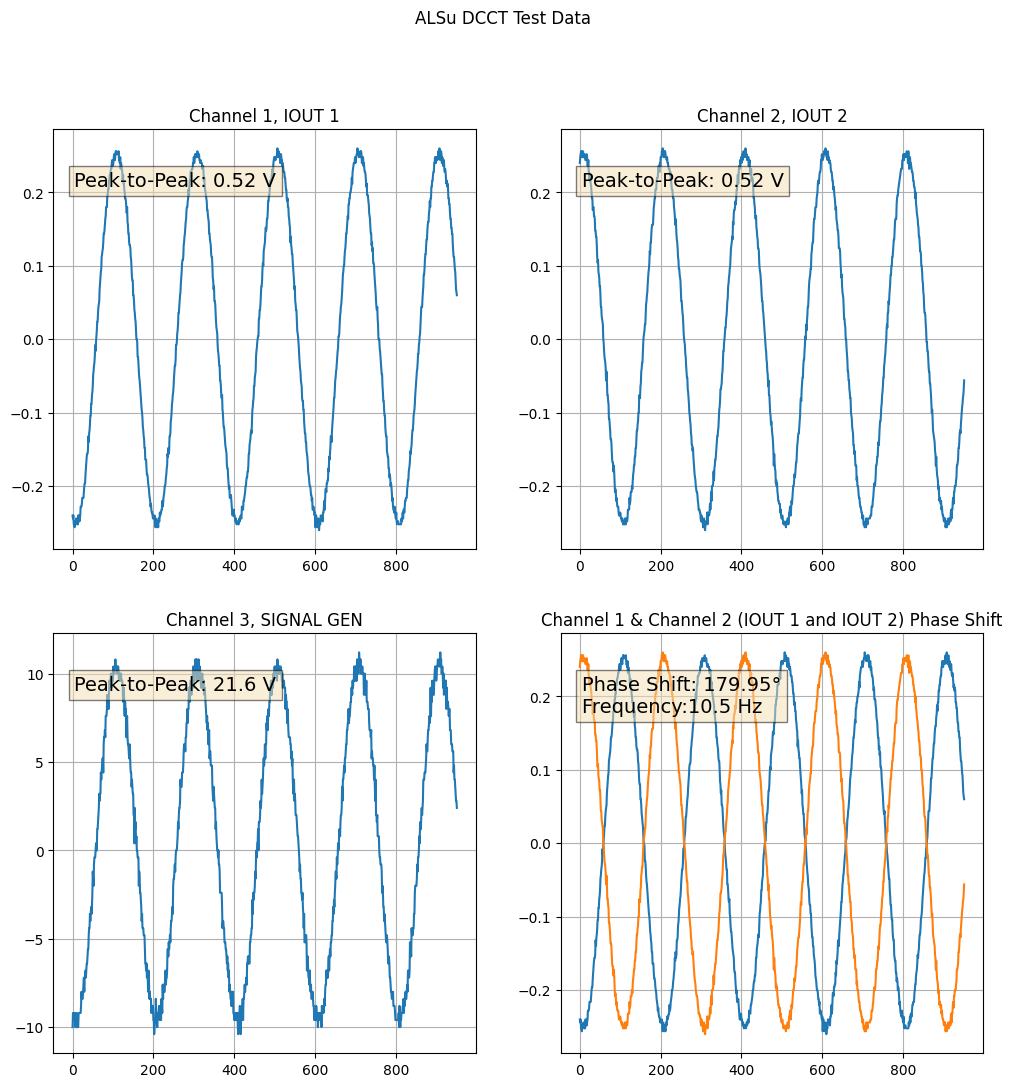 ALSu DCCT Test Data
Channel 1, IOUT 1
Peak-to-Peak: 0.52 V
0.2
0.1
0.0
−0.1
−0.2
0 200 400 600 800
Channel 2, IOUT 2
Peak-to-Peak: 0.52 V
0.2
0.1
0.0
−0.1
−0.2
0 200 400 600 800
Channel 3, SIGNAL GEN
Peak-to-Peak: 21.6 V
10
5
0
−5
−10
0 200 400 600 800
Channel 1 & Channel 2 (IOUT 1 and IOUT 2) Phase Shift
Phase Shift: 179.95°
Frequency:10.5 Hz
0.2
0.1
0.0
−0.1
−0.2
0 200 400 600 800